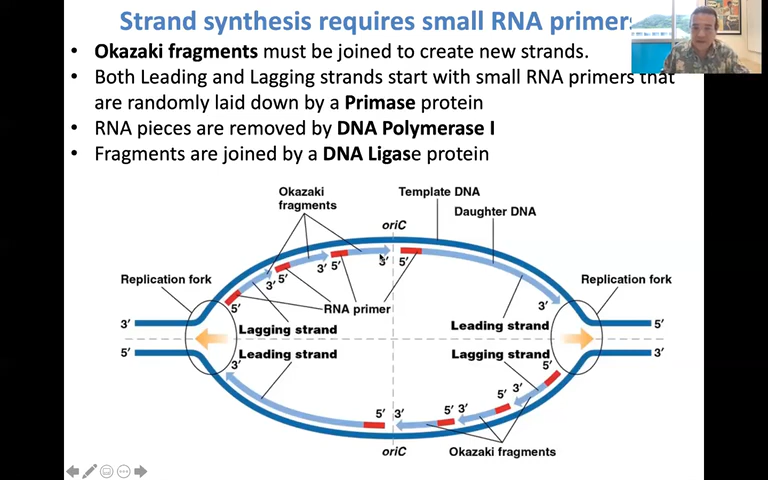 Strand synthesis requires small RNA primers
• Okazaki fragments must be joined to create new strands.
• Both Leading and Lagging strands start with small RNA primers that
are randomly laid down by a Primase protein
• RNA pieces are removed by DNA Polymerase I
• Fragments are joined by a DNA Ligase protein
Okazaki
fragments
Template DNA
Daughter DNA
oriC
3′ 5′
3′ 5′
3′ 5′
Replication fork
Replication fork
5′
RNA primer
3′
3′
Lagging strand
Leading strand
5′
5′
Leading strand
Lagging strand
3′
3′
5′
3′
5′
5′ 3′
5′ 3′
oriC
Okazaki fragments